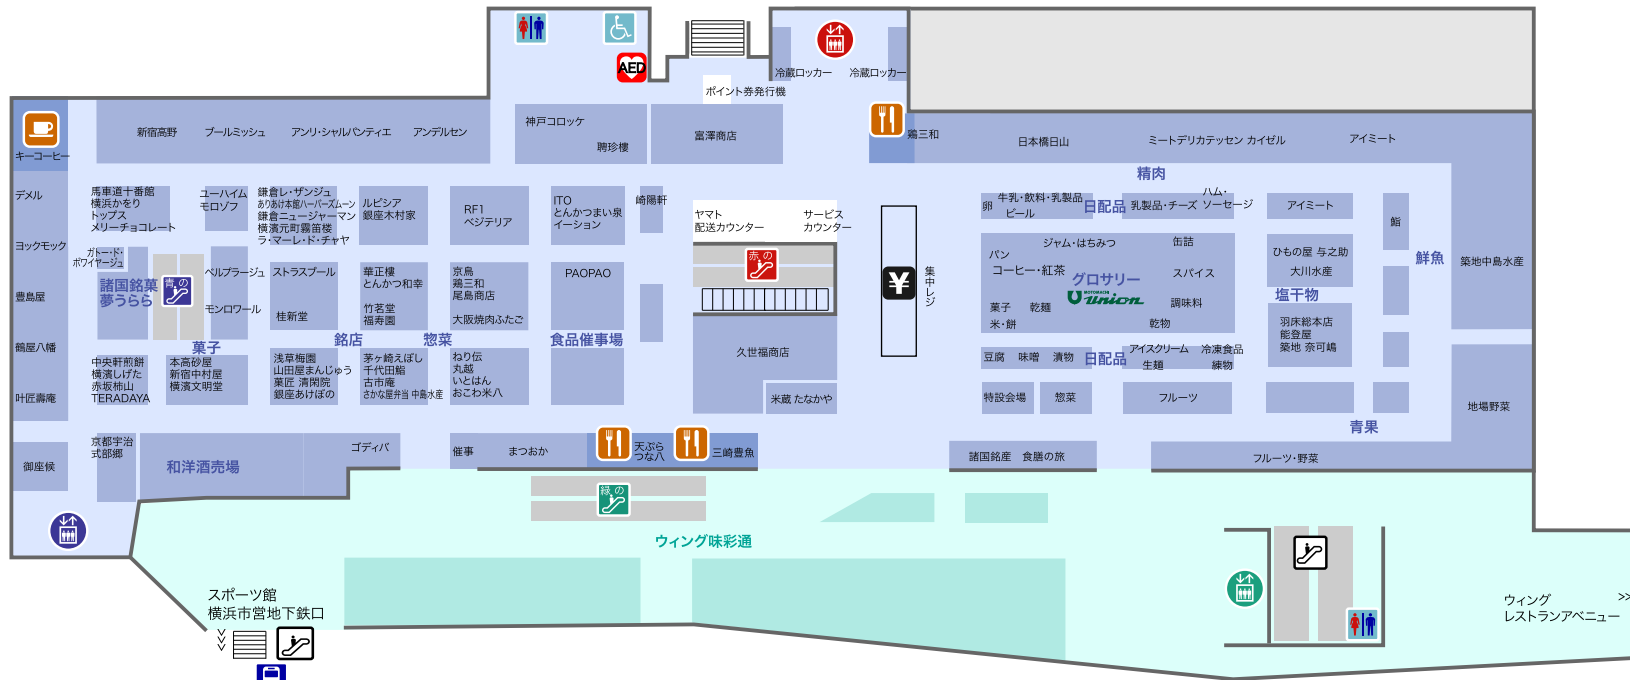 AED
冷蔵ロッカー
冷蔵ロッカー
ポイント券発行機
キーコーヒー
新宿高野
ブールミッシュ
アンリ・シャルパンティエ
アンデルセン
神戸コロッケ
聘珍樓
富澤商店
鶏三和
日本橋日山
ミートデリカテッセン カイゼル
アイミート
精肉
デメル
ヨックモック
豊島屋
鶴屋八幡
叶匠壽庵
御座候
馬車道十番館
横浜かをり
トップス
メリーチョコレート
ユーハイム
モロゾフ
鎌倉レ・ザンジュ
ありあけ本館ハーバーズムーン
鎌倉ニュージャーマン
横濱元町霧笛楼
ラ・マーレ・ド・チャヤ
ルピシア
銀座木村家
RF1
ベジテリア
ITO
とんかつまい泉
イーション
崎陽軒
ヤマト
配送カウンター
サービス
カウンター
ガトー・ド・
ボワイヤージュ
諸国銘菓
夢うらら
青の
ベルプラージュ
モンロワール
ストラスブール
桂新堂
華正樓
とんかつ和幸
竹茗堂
福寿園
京鳥
鶏三和
尾島商店
大阪焼肉ふたご
PAOPAO
赤の
¥
集中レジ
菓子
銘店
惣菜
食品催事場
中央軒煎餅
横濱しげた
赤坂柿山
TERADAYA
本高砂屋
新宿中村屋
横濱文明堂
浅草梅園
山田屋まんじゅう
菓匠 清閑院
銀座あけぼの
茅ヶ崎えぼし
千代田鮨
古市庵
さかな屋弁当 中島水産
ねり伝
丸越
いとはん
おこわ米八
久世福商店
米蔵 たなかや
卵
牛乳・飲料・乳製品
ビール
日配品
乳製品・チーズ
ハム・
ソーセージ
アイミート
鮨
パン
ジャム・はちみつ
缶詰
コーヒー・紅茶
グロサリー
スパイス
MOTOMACHI
Union
菓子
乾麺
調味料
米・餅
乾物
ひもの屋 与之助
大川水産
塩干物
羽床総本店
能登屋
築地 奈可嶋
鮮魚
築地中島水産
豆腐
味噌
漬物
日配品
アイスクリーム
冷凍食品
生麺
練物
特設会場
惣菜
フルーツ
青果
地場野菜
京都宇治
式部郷
和洋酒売場
ゴディバ
催事
まつおか
天ぷら
つな八
三崎豊魚
諸国銘産
食膳の旅
フルーツ・野菜
緑の
ウィング味彩通
スポーツ館
横浜市営地下鉄口
ウィング
レストランアベニュー
>>